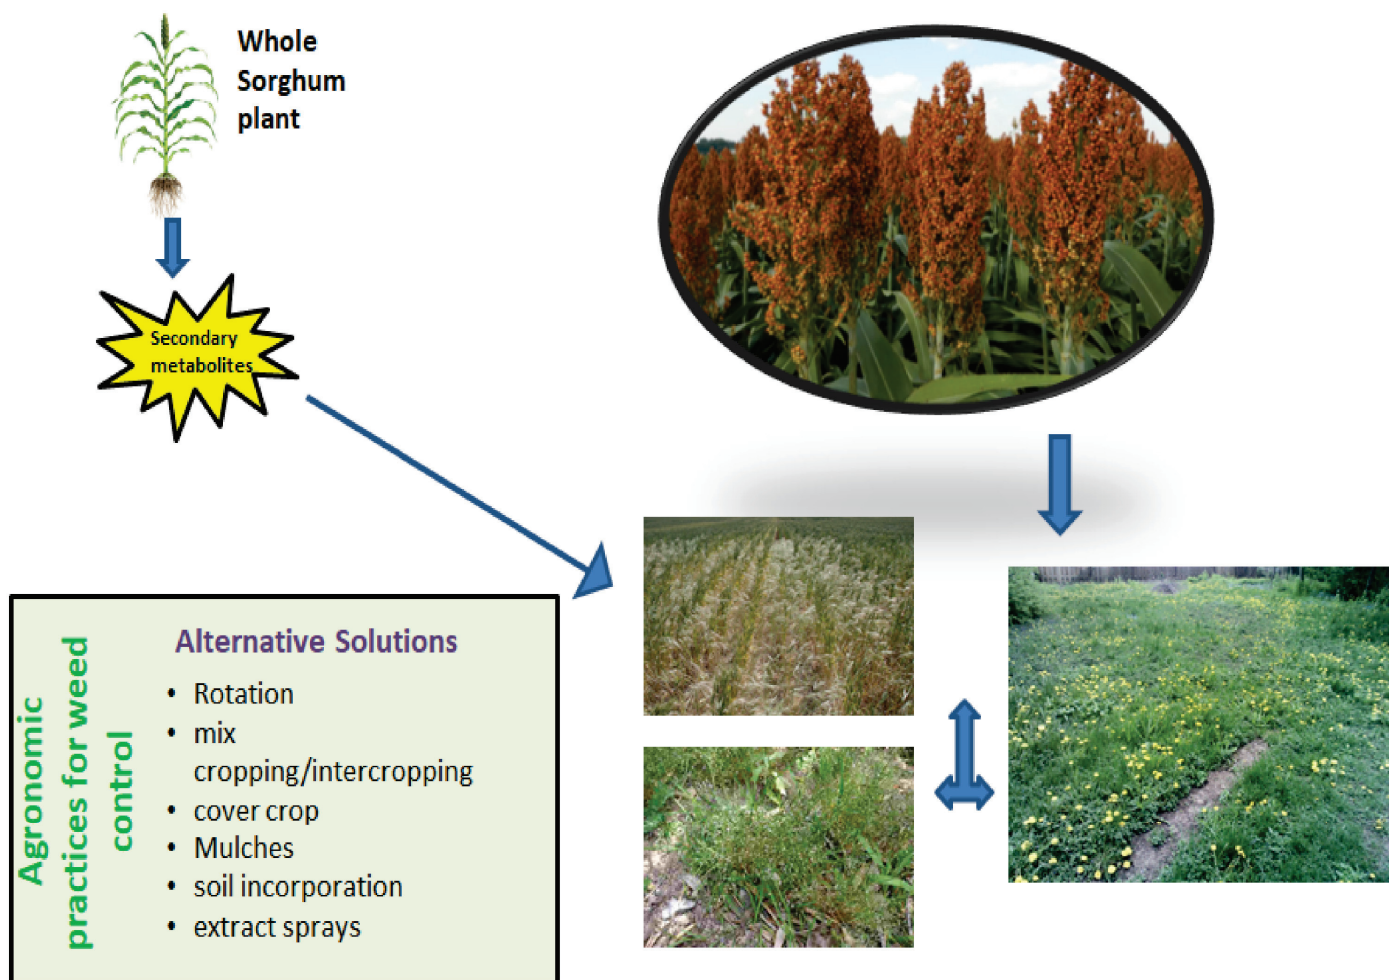 Whole
Sorghum
plant
Secondary
metabolites
Agronomic
practices for weed
control
Alternative Solutions
• Rotation
• mix
cropping/intercropping
• cover crop
• Mulches
• soil incorporation
• extract sprays